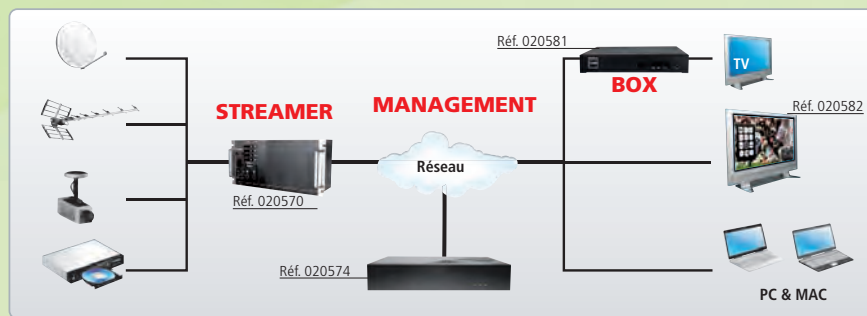 Réf. 020581
TV
BOX
STREAMER
MANAGEMENT
Réf. 020582
Réseau
Réf. 020570
Réf. 020574
PC & MAC